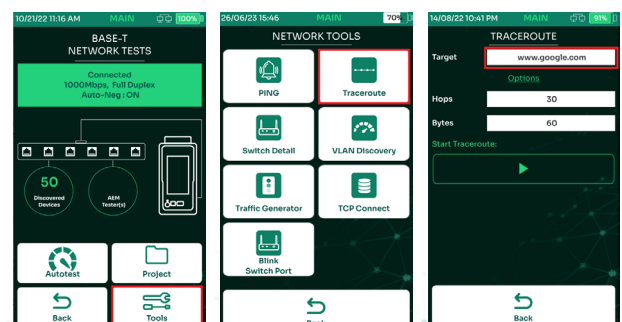 10/21/22 11:16 AM MAIN 100%
BASE-T
NETWORK TESTS
Connected
1000Mbps, Full Duplex
Auto-Neg : ON
50
Discovered
Devices
AEM
Tester(s)
Autotest
Project
Back
Tools
26/06/23 15:46 MAIN 70%
NETWORK TOOLS
PING
Traceroute
Switch Detail
VLAN Discovery
Traffic Generator
TCP Connect
Blink
Switch Port
Back
14/08/22 10:41 PM MAIN 91%
TRACEROUTE
Target www.google.com
Options
Hops 30
Bytes 60
Start Traceroute:
Back